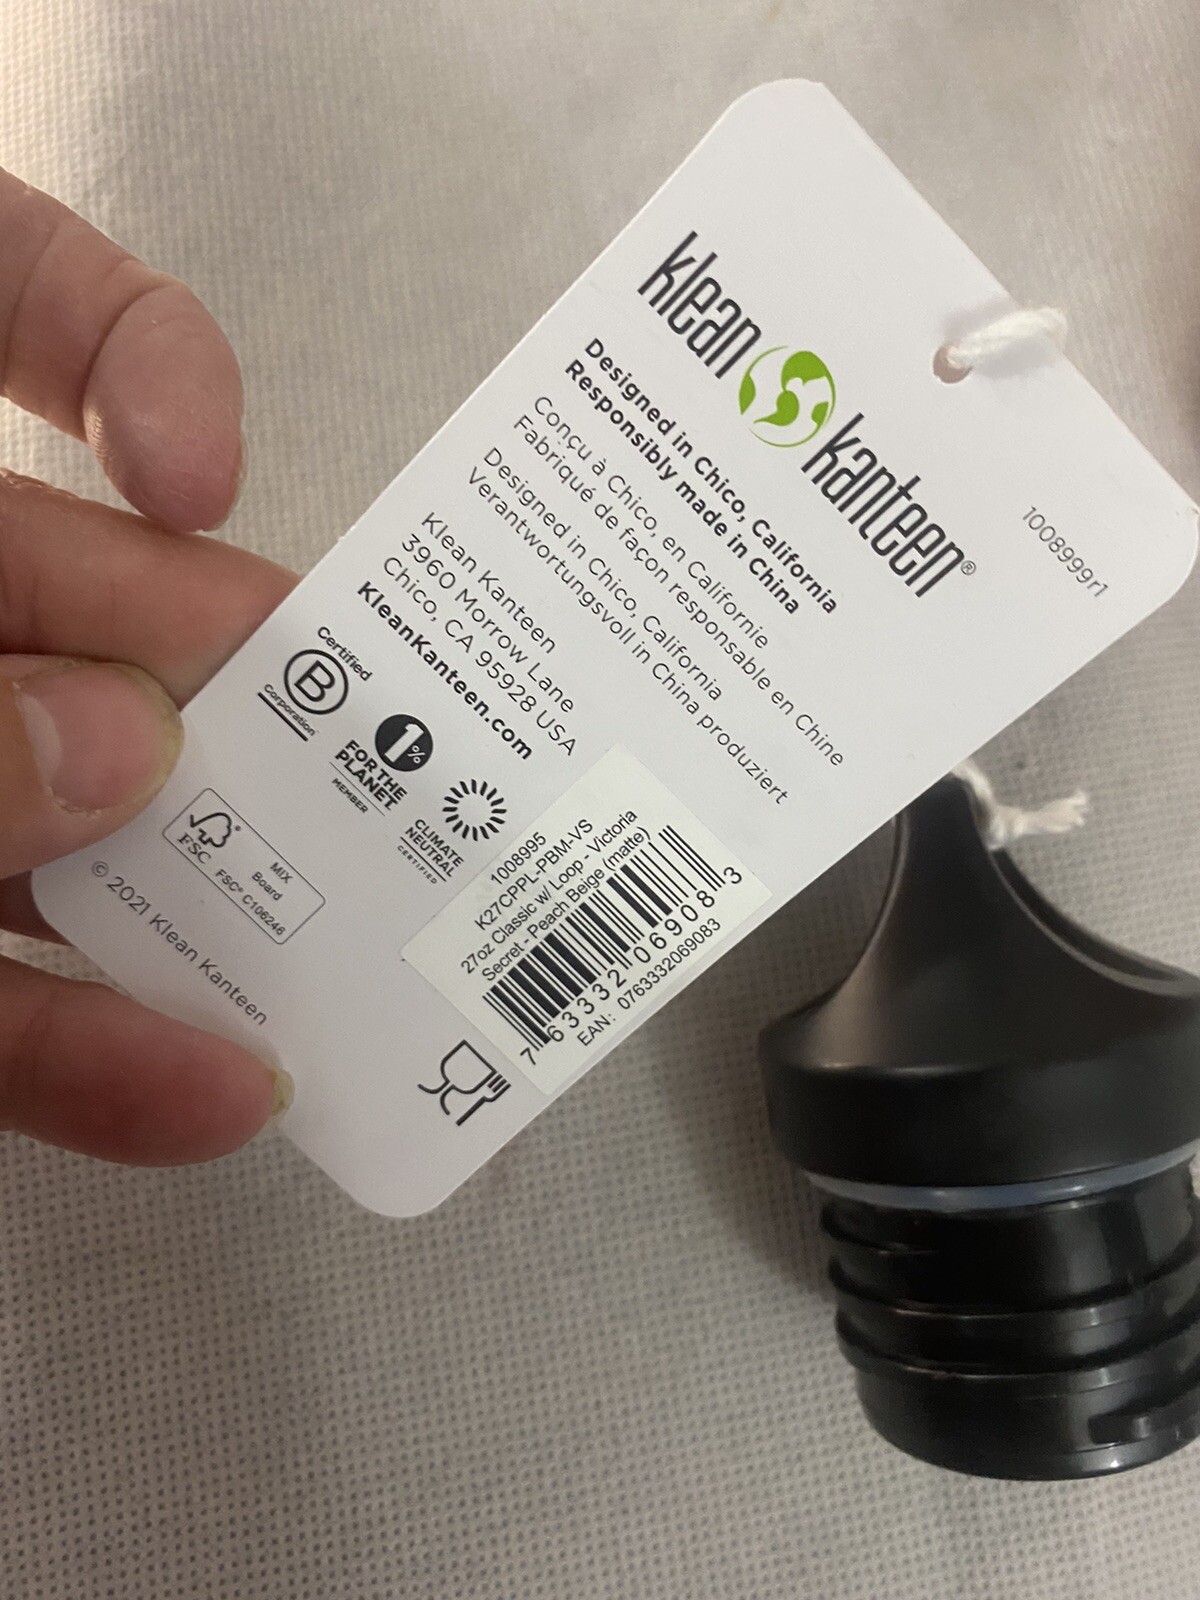 klean kanteen®
1008999r1
Designed in Chico, California
Responsibly made in China
Conçu à Chico, en Californie
Fabriqué de façon responsable en Chine
Designed in Chico, California
Verantwortungsvoll in China produziert
Klean Kanteen
3960 Morrow Lane
Chico, CA 95928 USA
KleanKanteen.com
Certified
B
Corporation
1%
FOR THE
PLANET
MEMBER
CLIMATE
NEUTRAL
CERTIFIED
FSC
MIX
Board
FSC® C106246
© 2021 Klean Kanteen
1008995
K27CPPL-PBM-VS
27oz Classic w/ Loop - Victoria
Secret - Peach Beige (matte)
7 63332 06908 3
EAN: 0763332069083